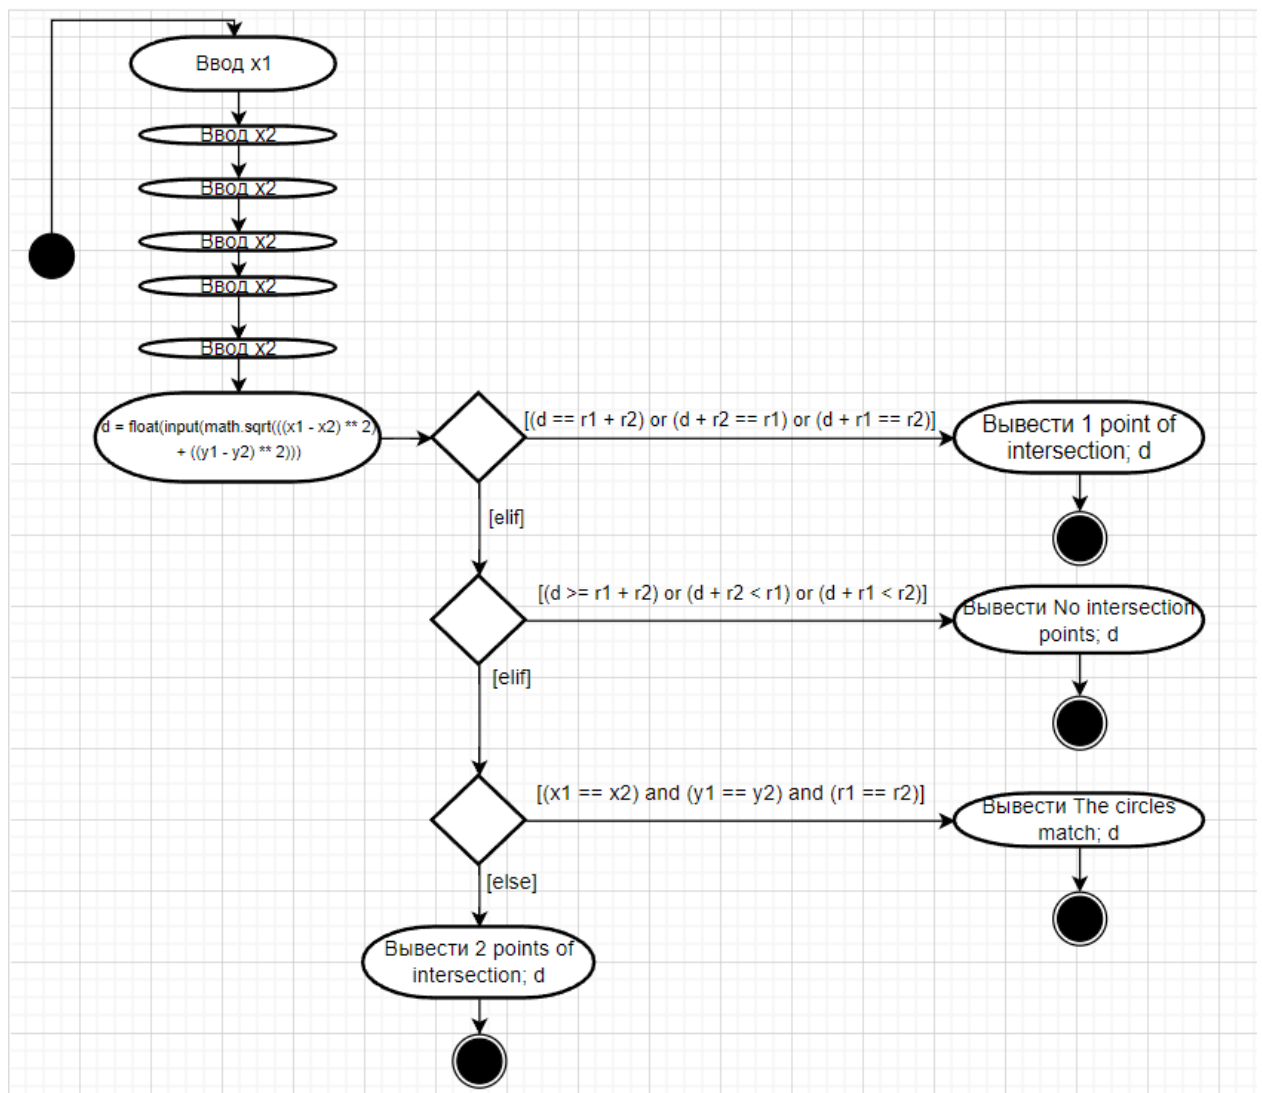 Ввод x1
Ввод x2
Ввод x2
Ввод x2
Ввод x2
Ввод x2
d = float(input(math.sqrt(((x1 - x2) ** 2)
+ ((y1 - y2) ** 2)))
[(d == r1 + r2) or (d + r2 == r1) or (d + r1 == r2)]
Вывести 1 point of
intersection; d
[elif]
[(d >= r1 + r2) or (d + r2 < r1) or (d + r1 < r2)]
Вывести No intersection
points; d
[elif]
[(x1 == x2) and (y1 == y2) and (r1 == r2)]
Вывести The circles
match; d
[else]
Вывести 2 points of
intersection; d